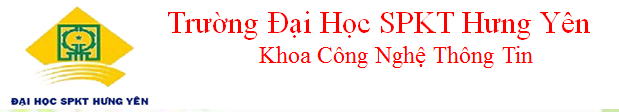 Trường Đại Học SPKT Hưng Yên
Khoa Công Nghệ Thông Tin
ĐẠI HỌC SPKT HƯNG YÊN